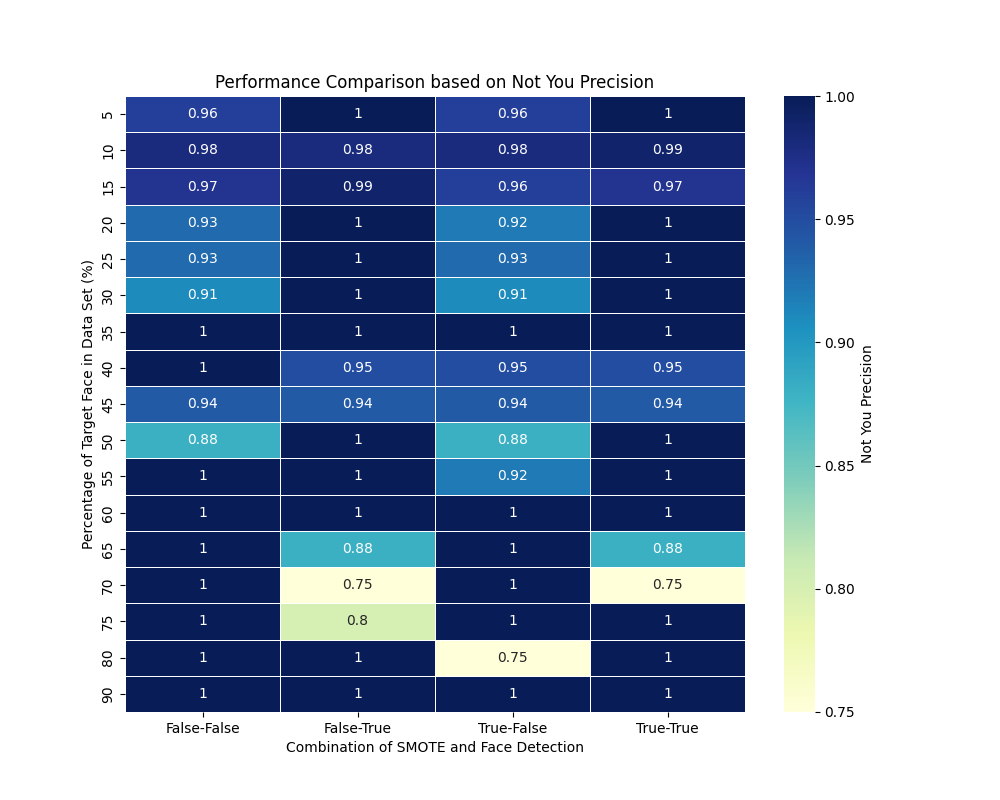 Performance Comparison based on Not You Precision
5 0.96 1 0.96 1
10 0.98 0.98 0.98 0.99
15 0.97 0.99 0.96 0.97
20 0.93 1 0.92 1
25 0.93 1 0.93 1
30 0.91 1 0.91 1
35 1 1 1 1
40 1 0.95 0.95 0.95
45 0.94 0.94 0.94 0.94
50 0.88 1 0.88 1
55 1 1 0.92 1
60 1 1 1 1
65 1 0.88 1 0.88
70 1 0.75 1 0.75
75 1 0.8 1 1
80 1 1 0.75 1
90 1 1 1 1
False-False False-True True-False True-True
Combination of SMOTE and Face Detection
Percentage of Target Face in Data Set (%)
1.00
0.95
0.90
0.85
0.80
0.75
Not You Precision